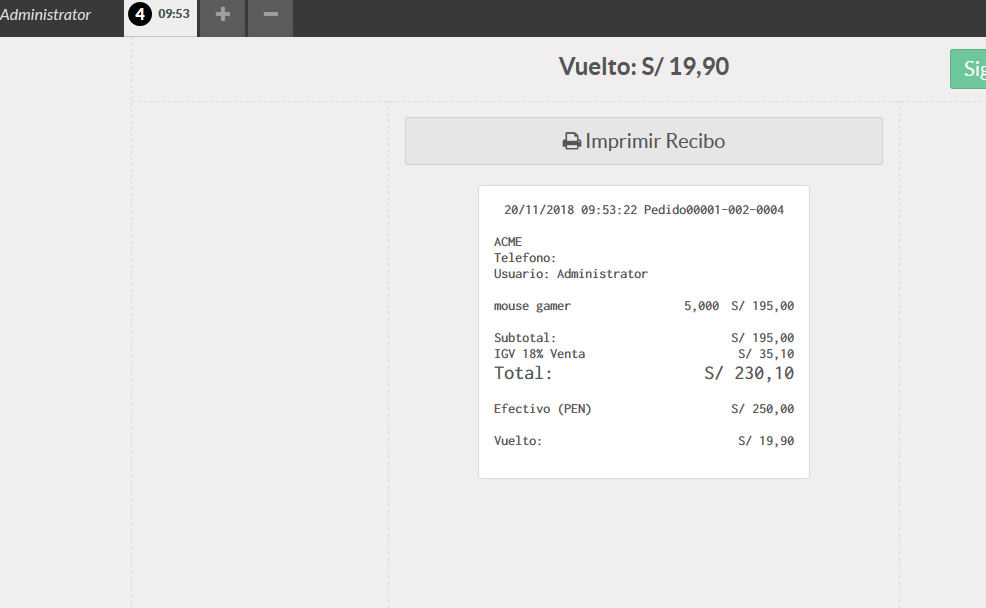 Administrator 4 09:53
Vuelto: S/ 19,90
Imprimir Recibo
20/11/2018 09:53:22 Pedido00001-002-0004
ACME
Telefono:
Usuario: Administrator
mouse gamer 5,000 S/ 195,00
Subtotal: S/ 195,00
IGV 18% Venta S/ 35,10
Total: S/ 230,10
Efectivo (PEN) S/ 250,00
Vuelto: S/ 19,90